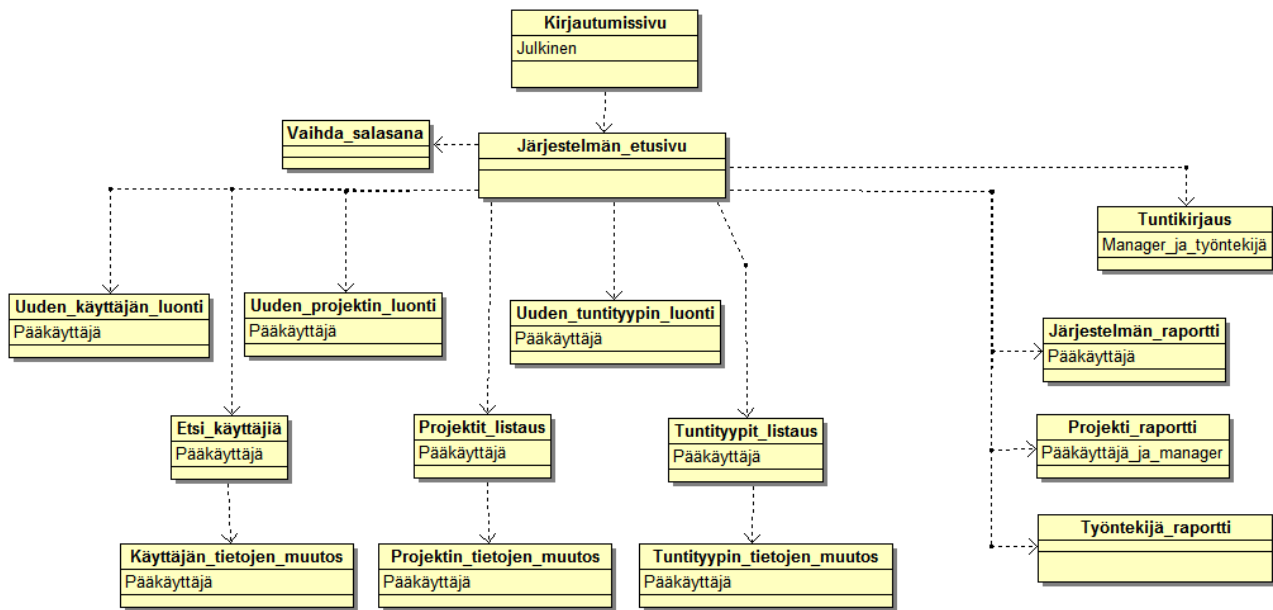 Kirjautumissivu
Julkinen
Vaihda_salasana
Järjestelmän_etusivu
Tuntikirjaus
Manager_ja_työntekijä
Uuden_käyttäjän_luonti
Pääkäyttäjä
Uuden_projektin_luonti
Pääkäyttäjä
Uuden_tuntityypin_luonti
Pääkäyttäjä
Järjestelmän_raportti
Pääkäyttäjä
Etsi_käyttäjiä
Pääkäyttäjä
Projektit_listaus
Pääkäyttäjä
Tuntityypit_listaus
Pääkäyttäjä
Projekti_raportti
Pääkäyttäjä_ja_manager
Työntekijä_raportti
Käyttäjän_tietojen_muutos
Pääkäyttäjä
Projektin_tietojen_muutos
Pääkäyttäjä
Tuntityypin_tietojen_muutos
Pääkäyttäjä